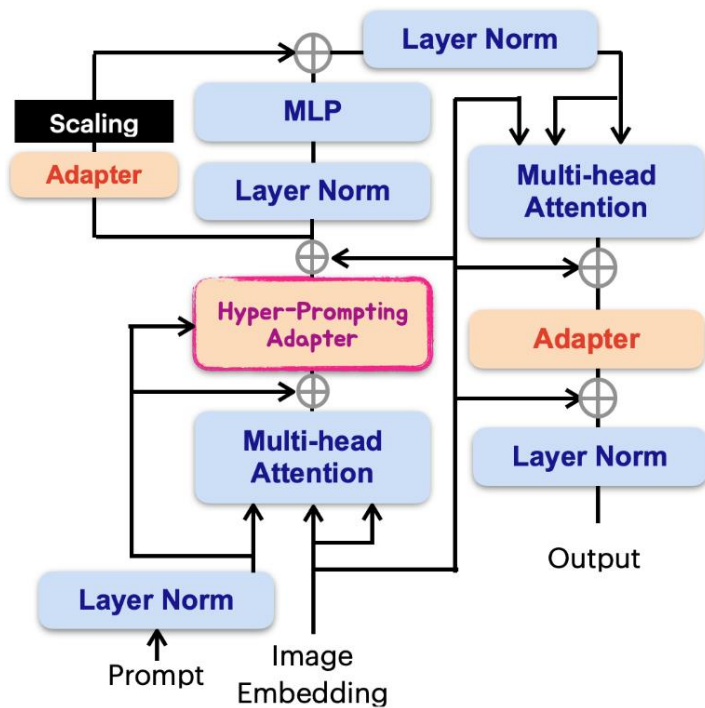 Layer Norm
MLP
Scaling
Adapter
Layer Norm
Multi-head
Attention
Hyper-Prompting
Adapter
Adapter
Multi-head
Attention
Layer Norm
Output
Layer Norm
Prompt
Image
Embedding